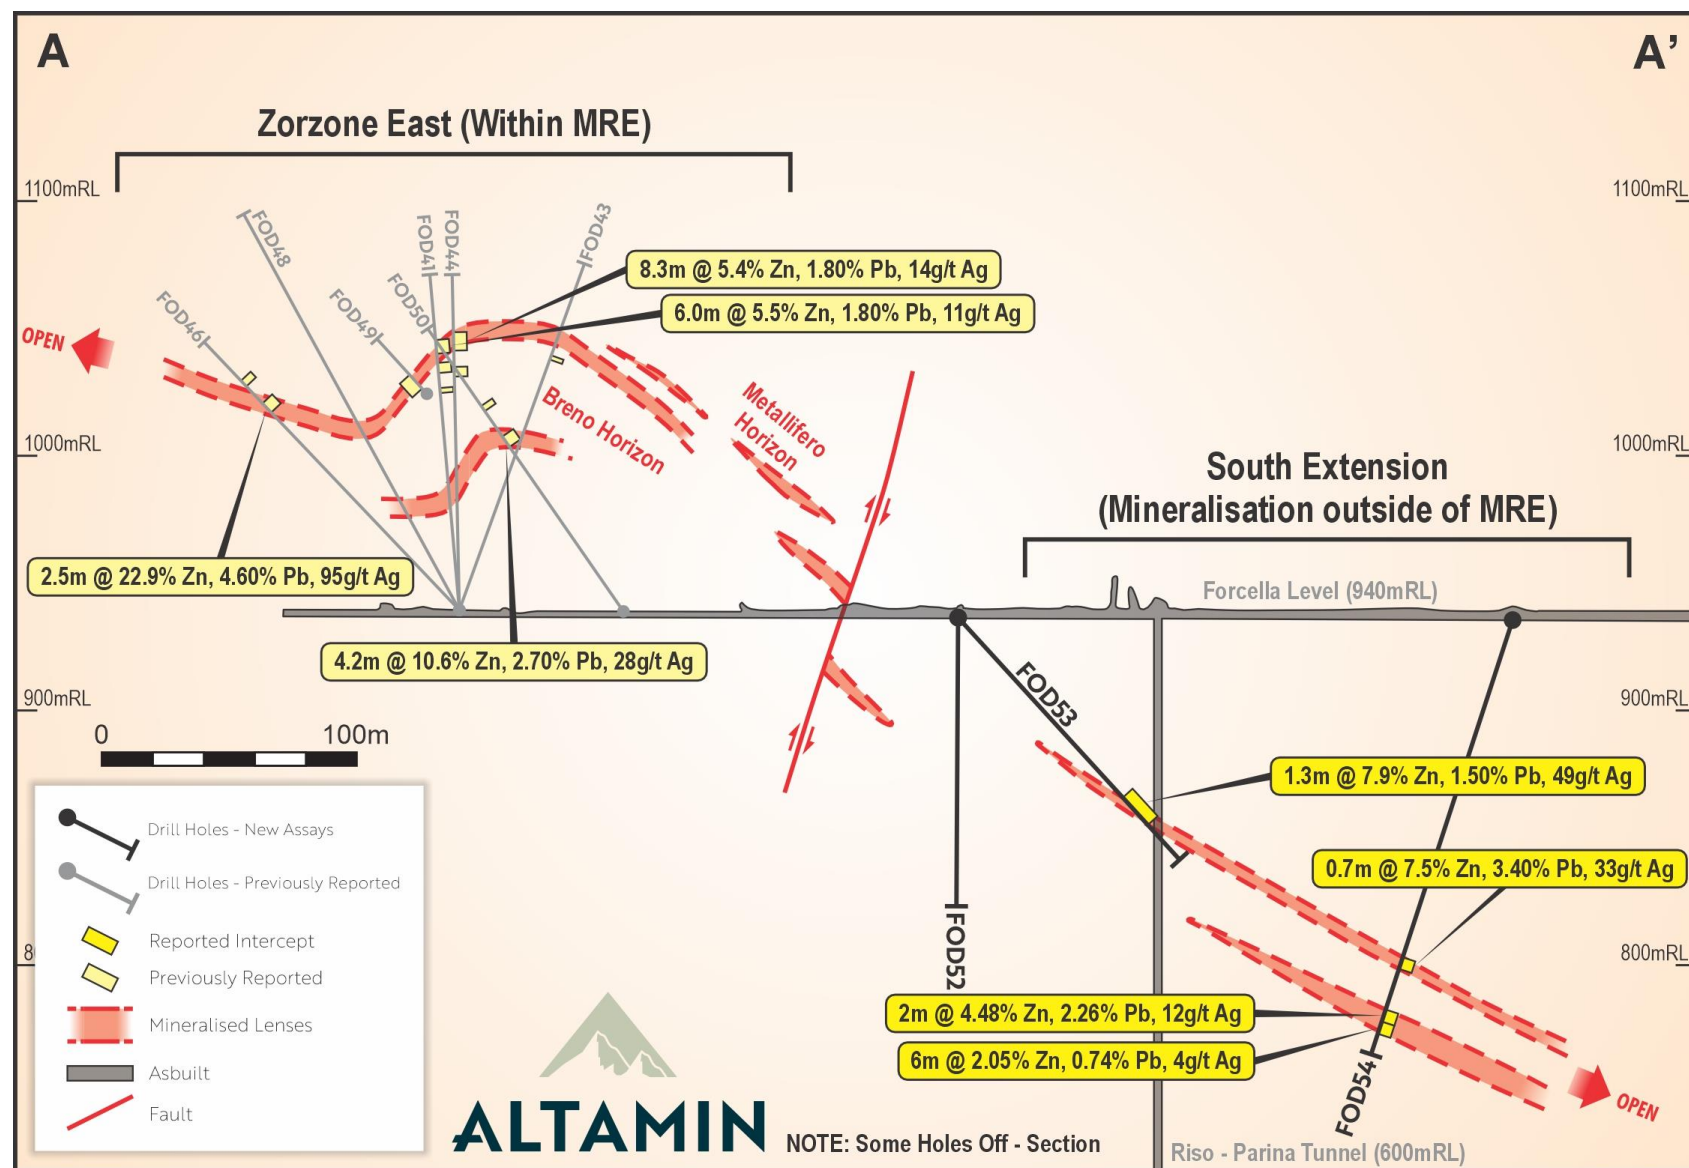 A
A’
Zorzone East (Within MRE)
1100mRL
1100mRL
FOD48
FOD41
FOD44
FOD43
FOD46
FOD49
FOD50
8.3m @ 5.4% Zn, 1.80% Pb, 14g/t Ag
6.0m @ 5.5% Zn, 1.80% Pb, 11g/t Ag
OPEN
Breno Horizon
Metallifero
Horizon
1000mRL
1000mRL
South Extension
(Mineralisation outside of MRE)
2.5m @ 22.9% Zn, 4.60% Pb, 95g/t Ag
Forcella Level (940mRL)
4.2m @ 10.6% Zn, 2.70% Pb, 28g/t Ag
FOD53
900mRL
900mRL
0 100m
1.3m @ 7.9% Zn, 1.50% Pb, 49g/t Ag
0.7m @ 7.5% Zn, 3.40% Pb, 33g/t Ag
Drill Holes - New Assays
Drill Holes - Previously Reported
Reported Intercept
Previously Reported
Mineralised Lenses
Asbuilt
Fault
FOD52
800mRL
2m @ 4.48% Zn, 2.26% Pb, 12g/t Ag
6m @ 2.05% Zn, 0.74% Pb, 4g/t Ag
FOD54
OPEN
ALTAMIN
NOTE: Some Holes Off - Section
Riso - Parina Tunnel (600mRL)